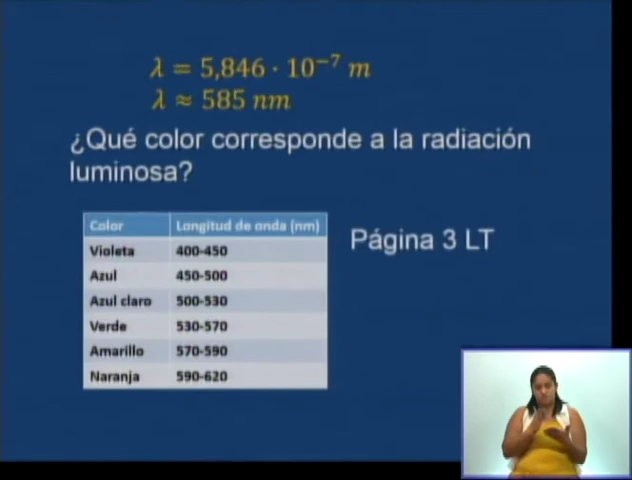 λ = 5,846 · 10⁻⁷ m
λ ≈ 585 nm
¿Qué color corresponde a la radiación
luminosa?
Color Longitud de onda (nm)
Violeta 400-450
Azul 450-500
Azul claro 500-530
Verde 530-570
Amarillo 570-590
Naranja 590-620
Página 3 LT